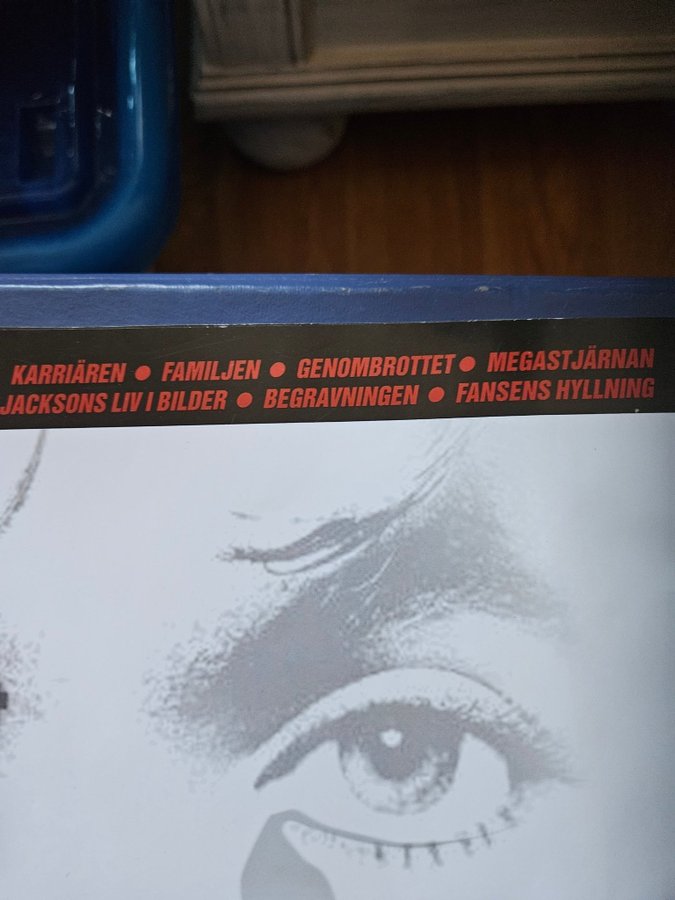 KARRIÄREN ● FAMILJEN ● GENOMBROTTET ● MEGASTJÄRNAN
JACKSONS LIV I BILDER ● BEGRAVNINGEN ● FANSENS HYLLNING